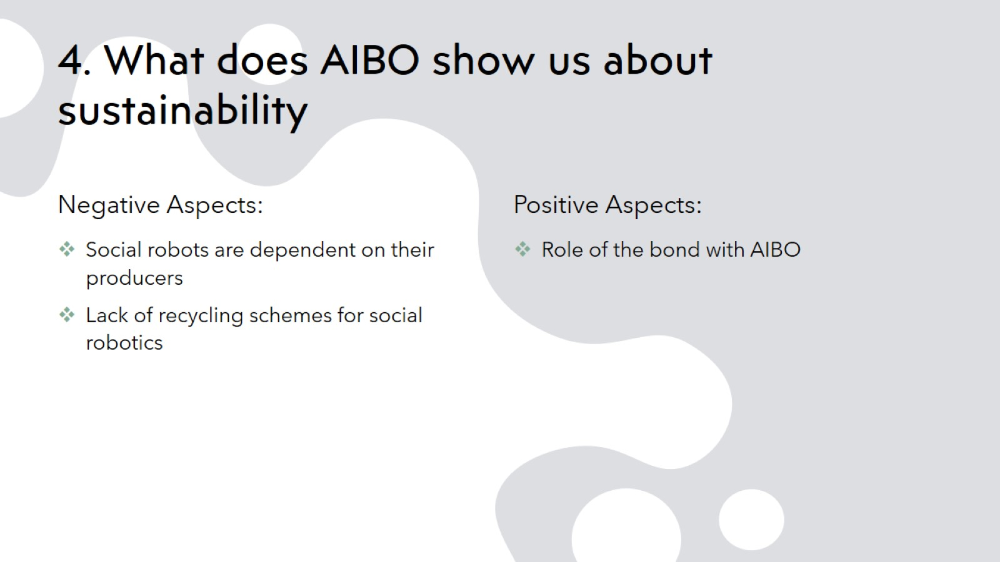 4. What does AIBO show us about
sustainability
Negative Aspects:
❖ Social robots are dependent on their
producers
❖ Lack of recycling schemes for social
robotics
Positive Aspects:
❖ Role of the bond with AIBO